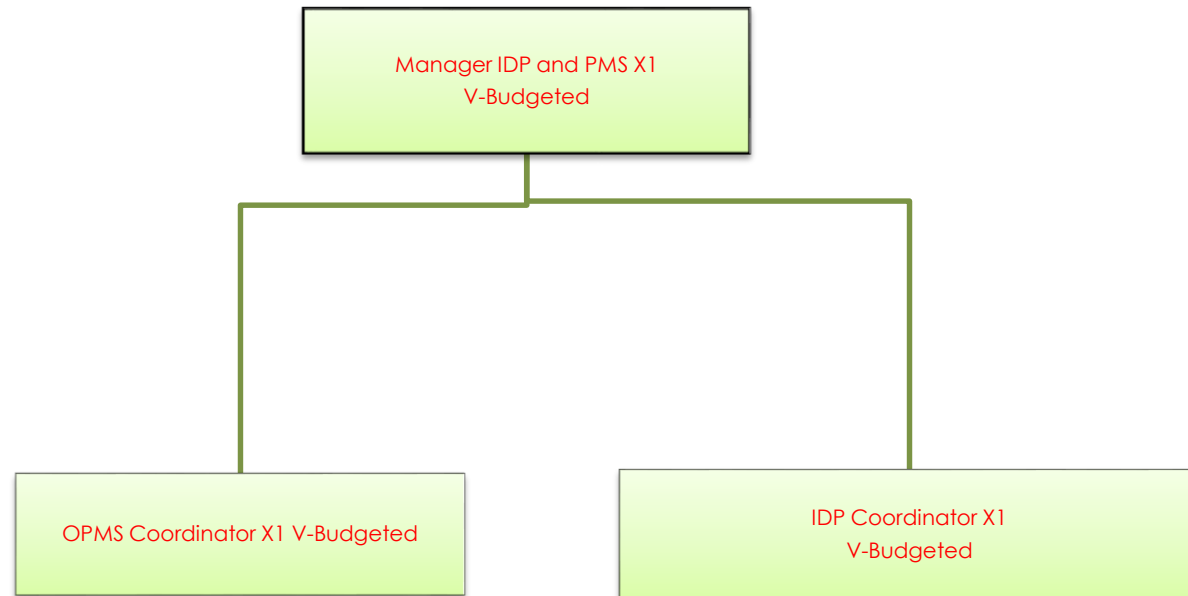 Manager IDP and PMS X1
V-Budgeted
OPMS Coordinator X1 V-Budgeted
IDP Coordinator X1
V-Budgeted